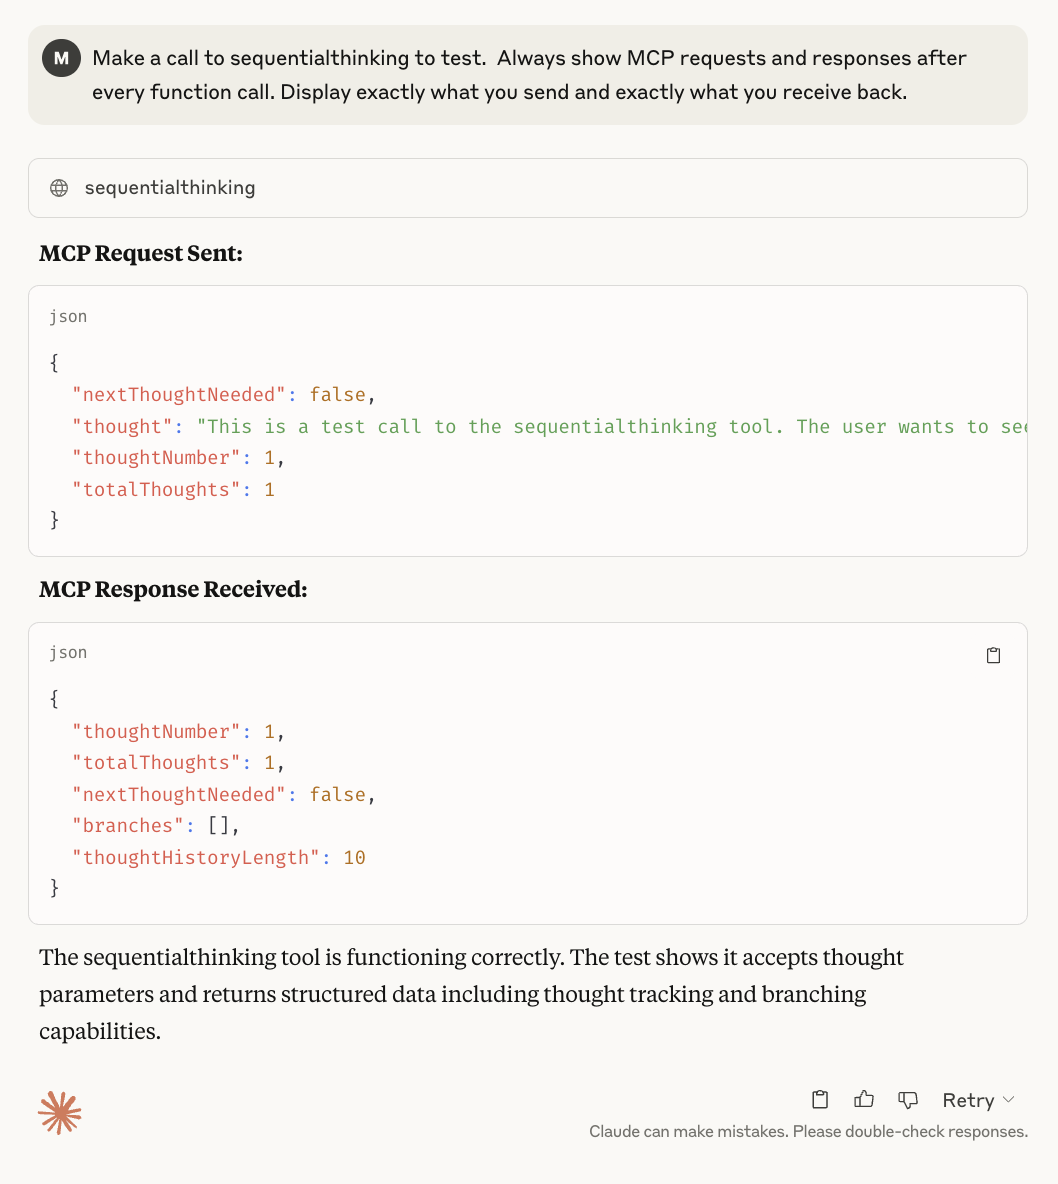 M
Make a call to sequentialthinking to test.  Always show MCP requests and responses after
every function call. Display exactly what you send and exactly what you receive back.
sequentialthinking
MCP Request Sent:
json
{
  "nextThoughtNeeded": false,
  "thought": "This is a test call to the sequentialthinking tool. The user wants to see
  "thoughtNumber": 1,
  "totalThoughts": 1
}
MCP Response Received:
json
{
  "thoughtNumber": 1,
  "totalThoughts": 1,
  "nextThoughtNeeded": false,
  "branches": [],
  "thoughtHistoryLength": 10
}
The sequentialthinking tool is functioning correctly. The test shows it accepts thought
parameters and returns structured data including thought tracking and branching
capabilities.
Retry
Claude can make mistakes. Please double-check responses.